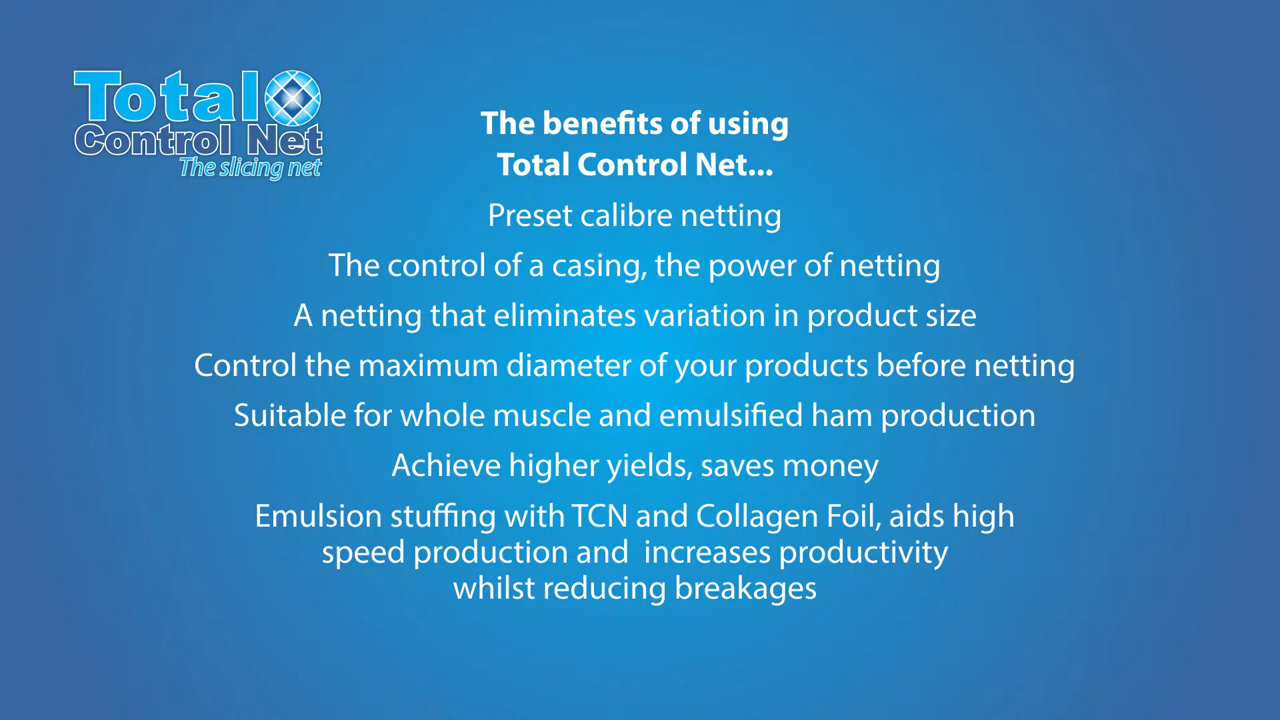 Total
Control Net
The slicing net
The benefits of using
Total Control Net...
Preset calibre netting
The control of a casing, the power of netting
A netting that eliminates variation in product size
Control the maximum diameter of your products before netting
Suitable for whole muscle and emulsified ham production
Achieve higher yields, saves money
Emulsion stuffing with TCN and Collagen Foil, aids high
speed production and  increases productivity
whilst reducing breakages